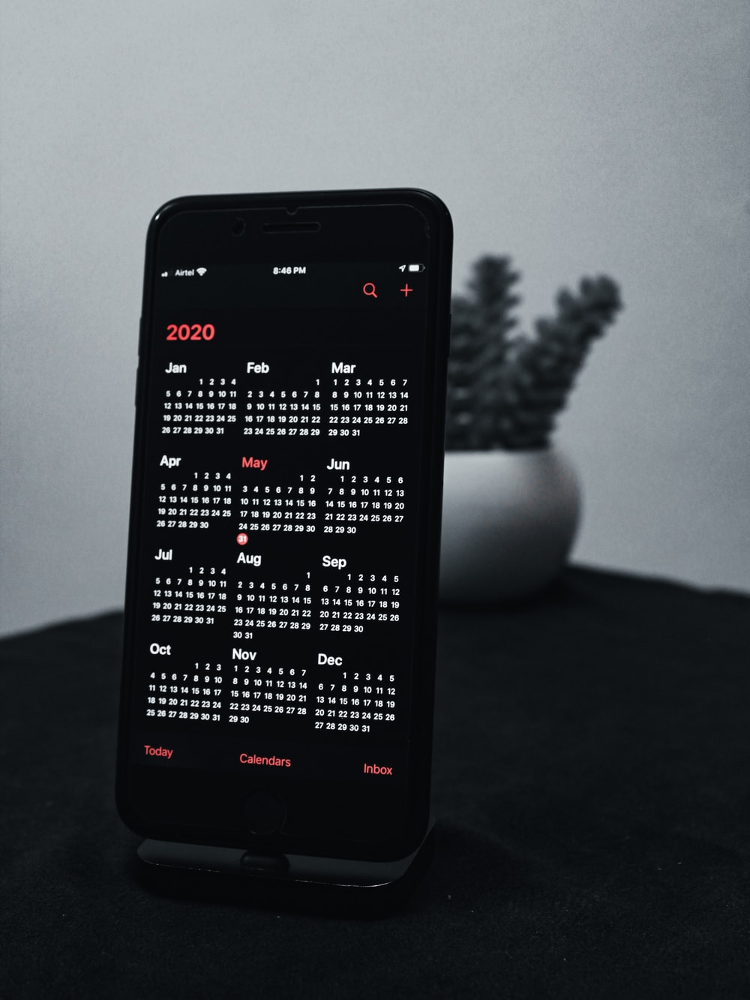 Airtel 8:46 PM
2020
Jan Feb Mar
1 2 3 4 1 1 2 3 4 5 6 7
5 6 7 8 9 10 11 2 3 4 5 6 7 8 8 9 10 11 12 13 14
12 13 14 15 16 17 18 9 10 11 12 13 14 15 15 16 17 18 19 20 21
19 20 21 22 23 24 25 16 17 18 19 20 21 22 22 23 24 25 26 27 28
26 27 28 29 30 31 23 24 25 26 27 28 29 29 30 31
Apr May Jun
1 2 3 4 1 2 1 2 3 4 5 6
5 6 7 8 9 10 11 3 4 5 6 7 8 9 7 8 9 10 11 12 13
12 13 14 15 16 17 18 10 11 12 13 14 15 16 14 15 16 17 18 19 20
19 20 21 22 23 24 25 17 18 19 20 21 22 23 21 22 23 24 25 26 27
26 27 28 29 30 24 25 26 27 28 29 30 28 29 30
31
Jul Aug Sep
1 2 3 4 1 1 2 3 4 5
5 6 7 8 9 10 11 2 3 4 5 6 7 8 6 7 8 9 10 11 12
12 13 14 15 16 17 18 9 10 11 12 13 14 15 13 14 15 16 17 18 19
19 20 21 22 23 24 25 16 17 18 19 20 21 22 20 21 22 23 24 25 26
26 27 28 29 30 31 23 24 25 26 27 28 29 27 28 29 30
30 31
Oct Nov Dec
1 2 3 1 2 3 4 5 6 7 1 2 3 4 5
4 5 6 7 8 9 10 8 9 10 11 12 13 14 6 7 8 9 10 11 12
11 12 13 14 15 16 17 15 16 17 18 19 20 21 13 14 15 16 17 18 19
18 19 20 21 22 23 24 22 23 24 25 26 27 28 20 21 22 23 24 25 26
25 26 27 28 29 30 31 29 30 27 28 29 30 31
Today Calendars Inbox